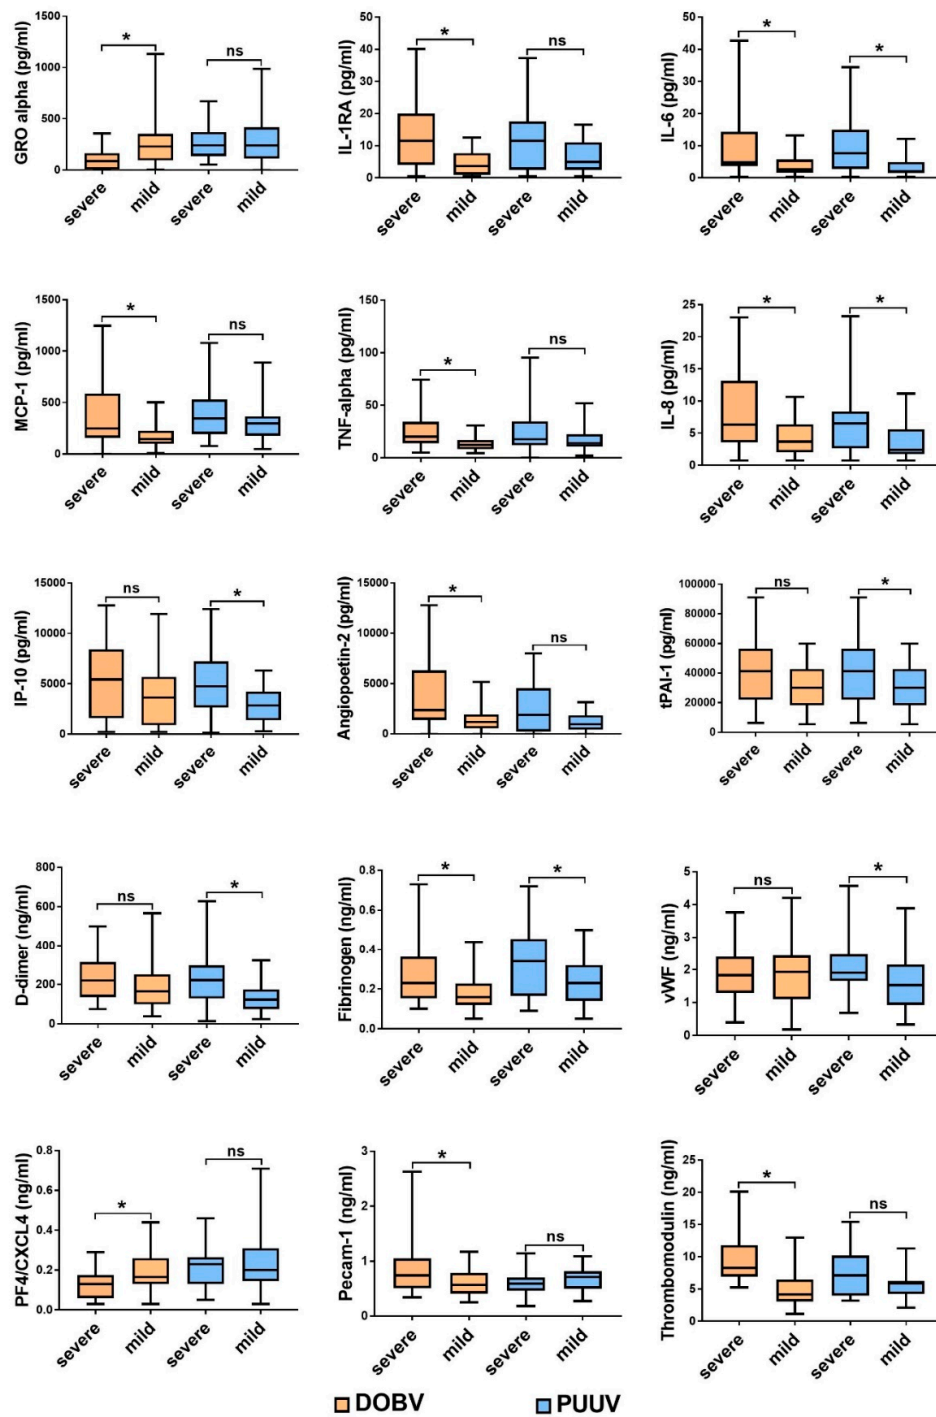 GRO alpha (pg/ml)
1500
1000
500
0
*
ns
severe
mild
severe
mild
IL-1RA (pg/ml)
50
40
30
20
10
0
*
ns
severe
mild
severe
mild
IL-6 (pg/ml)
50
40
30
20
10
0
*
*
severe
mild
severe
mild
MCP-1 (pg/ml)
1500
1000
500
0
*
ns
severe
mild
severe
mild
TNF-alpha (pg/ml)
150
100
50
0
*
ns
severe
mild
severe
mild
IL-8 (pg/ml)
25
20
15
10
5
0
*
*
severe
mild
severe
mild
IP-10 (pg/ml)
15000
10000
5000
0
ns
*
severe
mild
severe
mild
Angiopoetin-2 (pg/ml)
15000
10000
5000
0
*
ns
severe
mild
severe
mild
tPAI-1 (pg/ml)
100000
80000
60000
40000
20000
0
ns
*
severe
mild
severe
mild
D-dimer (ng/ml)
800
600
400
200
0
ns
*
severe
mild
severe
mild
Fibrinogen (ng/ml)
0.8
0.6
0.4
0.2
0.0
*
*
severe
mild
severe
mild
vWF (ng/ml)
5
4
3
2
1
0
ns
*
severe
mild
severe
mild
PF4/CXCL4 (ng/ml)
0.8
0.6
0.4
0.2
0.0
*
ns
severe
mild
severe
mild
Pecam-1 (ng/ml)
3
2
1
0
*
ns
severe
mild
severe
mild
Thrombomodulin (ng/ml)
25
20
15
10
5
0
*
ns
severe
mild
severe
mild
DOBV
PUUV